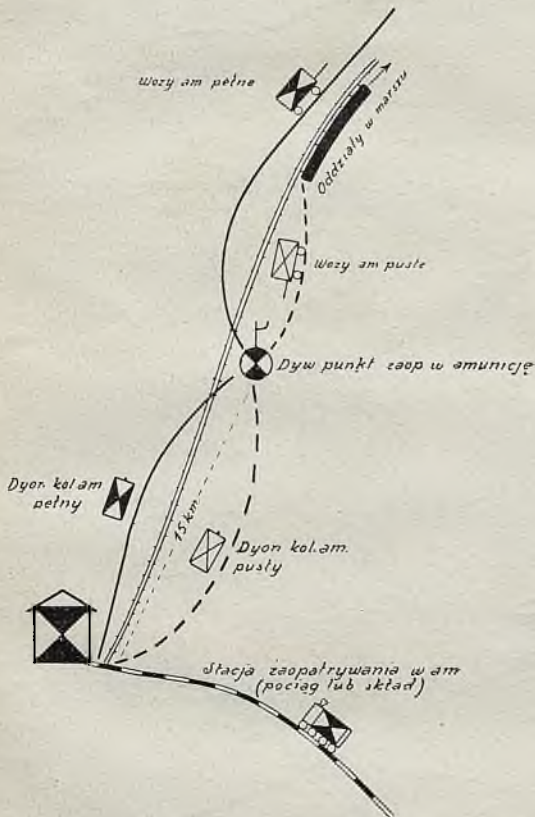 Wozy am pełne
Oddziały w marszu
Wozy am puste
Dyw punkt zaop w amunicję
Dyon kol. am
pełny
15 km
Dyon kol. am.
pusty
Stacja zaopatrywania w am
(pociąg lub skład)